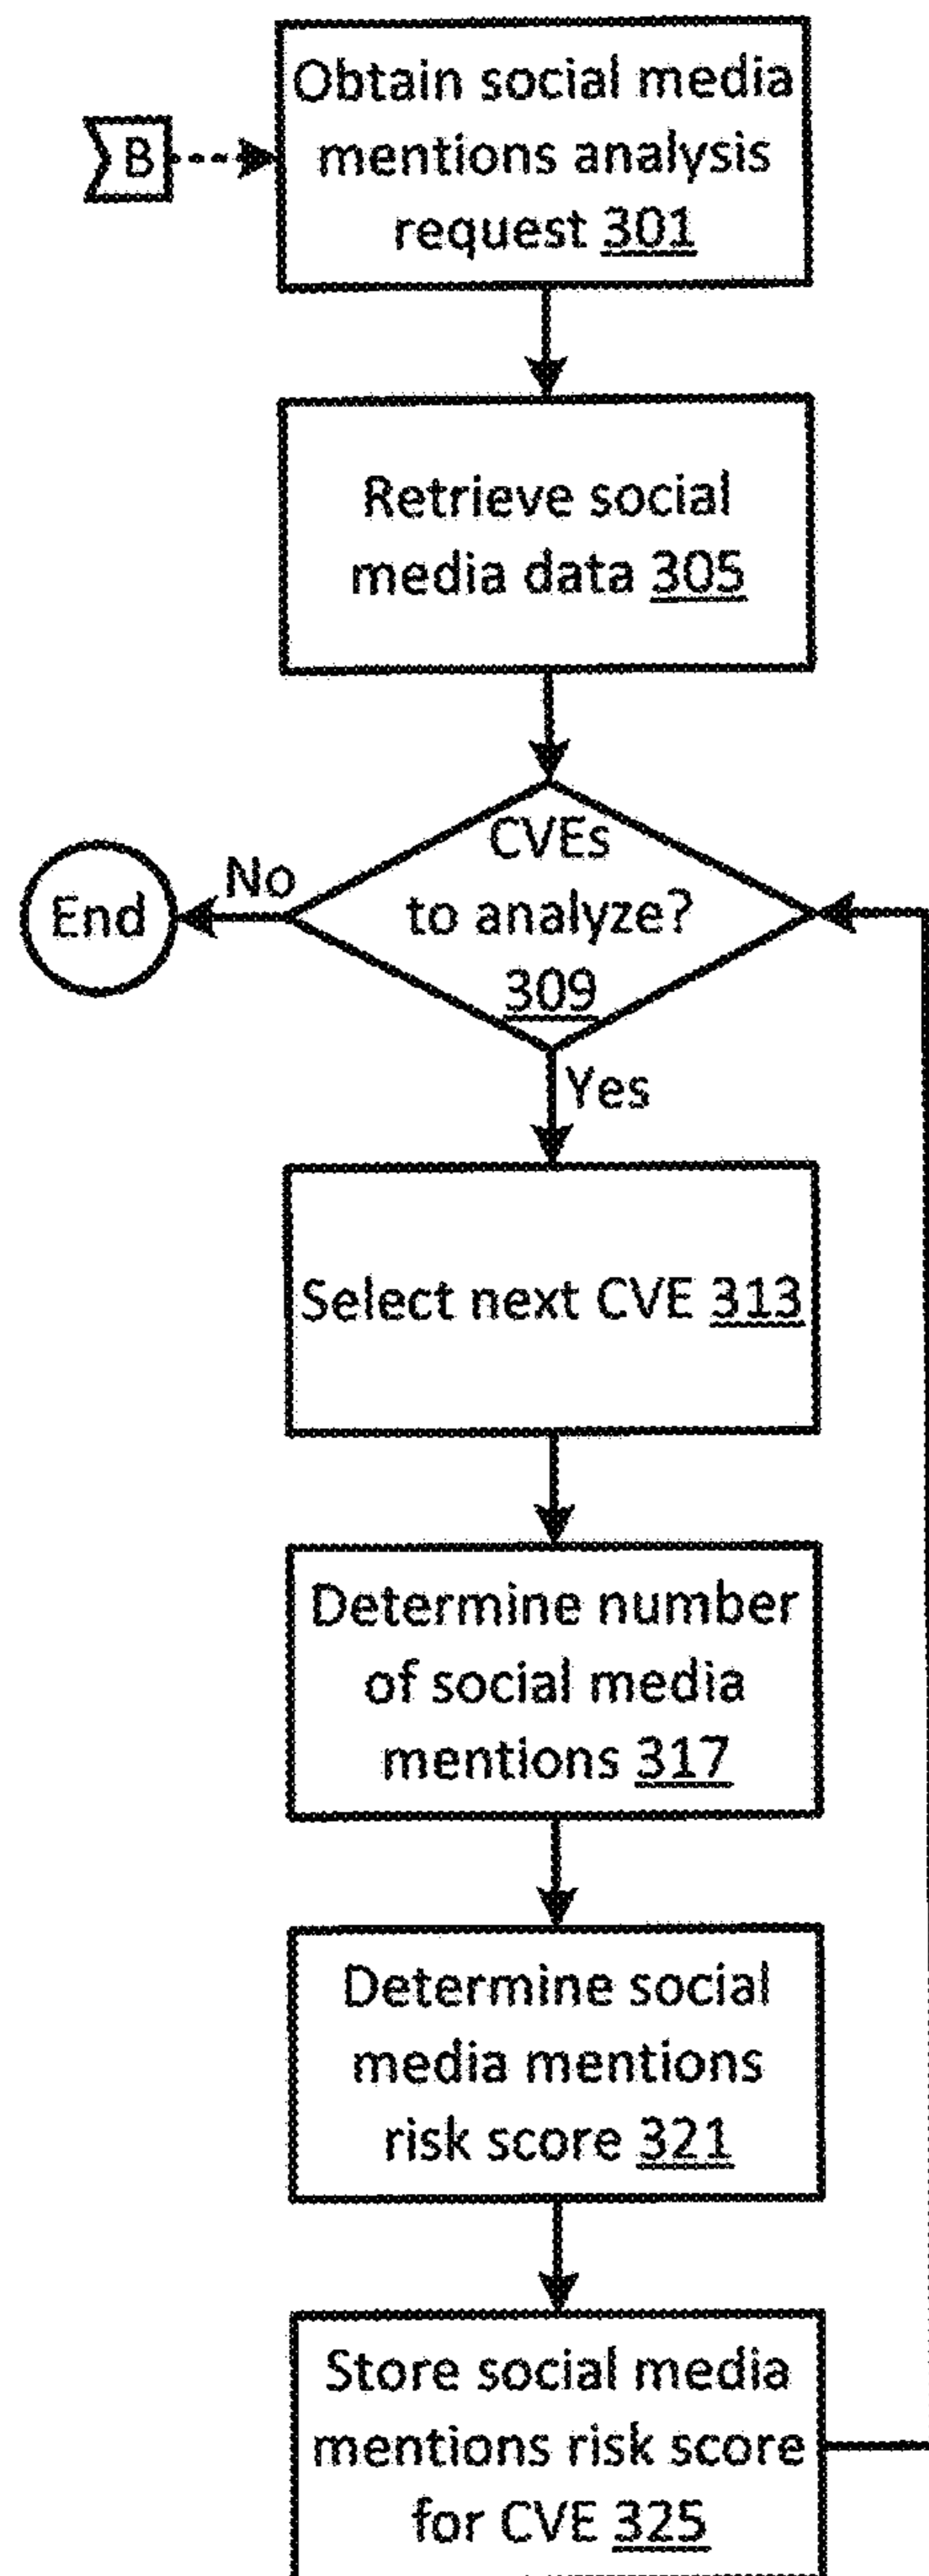 Obtain social media
mentions analysis
request 301
B
Retrieve social
media data 305
CVEs
to analyze?
309
No
End
Yes
Select next CVE 313
Determine number
of social media
mentions 317
Determine social
media mentions
risk score 321
Store social media
mentions risk score
for CVE 325